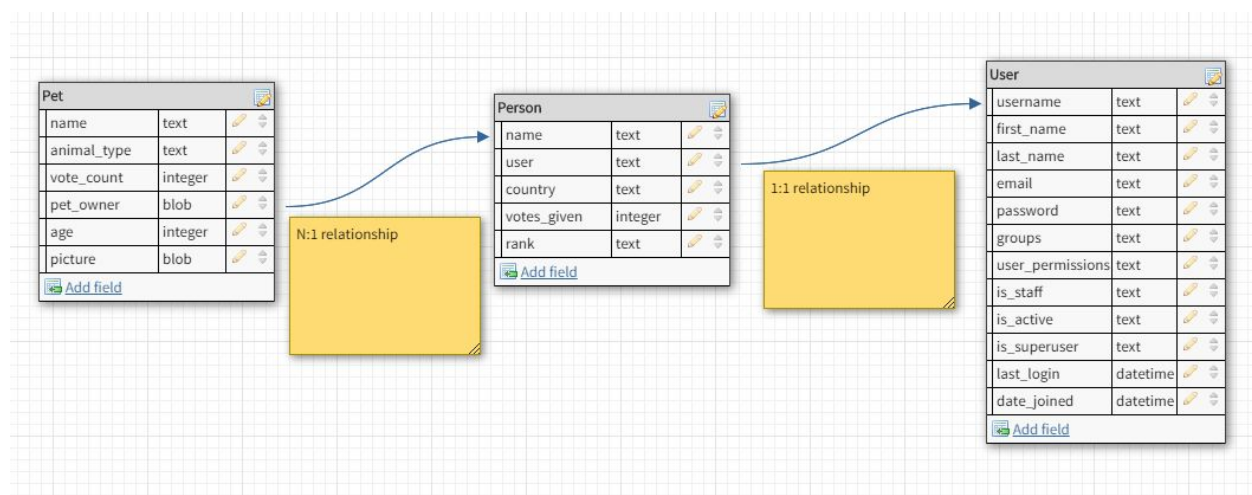 Pet
name text
animal_type text
vote_count integer
pet_owner blob
age integer
picture blob
Add field
N:1 relationship
Person
name text
user text
country text
votes_given integer
rank text
Add field
1:1 relationship
User
username text
first_name text
last_name text
email text
password text
groups text
user_permissions text
is_staff text
is_active text
is_superuser text
last_login datetime
date_joined datetime
Add field